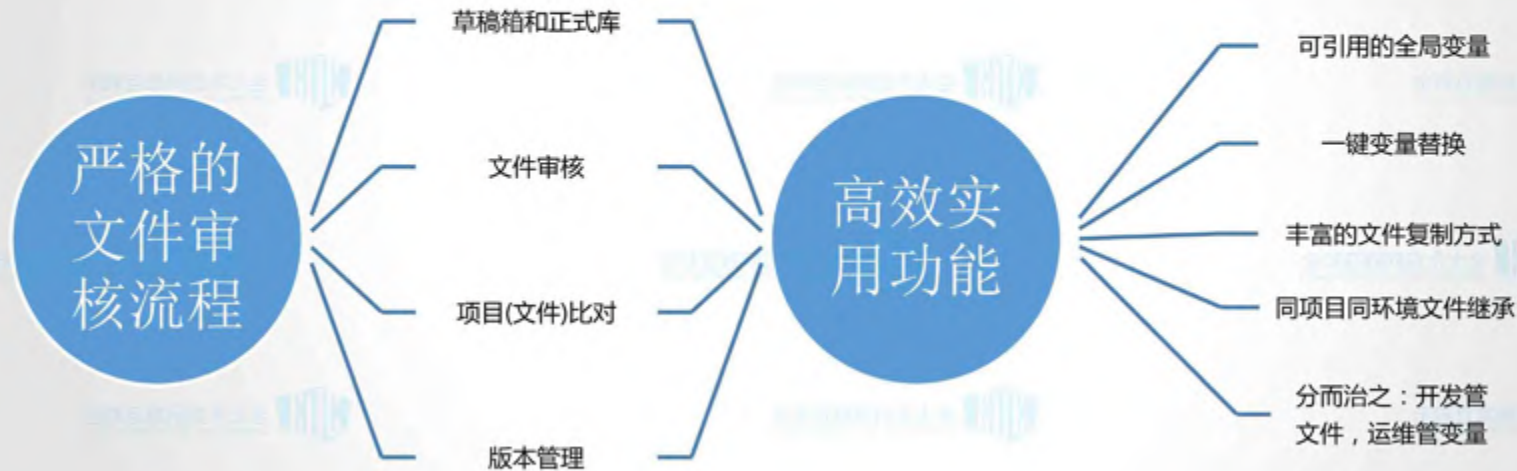 严格的
文件审
核流程
草稿箱和正式库
文件审核
项目(文件)比对
版本管理
高效实
用功能
可引用的全局变量
一键变量替换
丰富的文件复制方式
同项目同环境文件继承
分而治之：开发管
文件，运维管变量